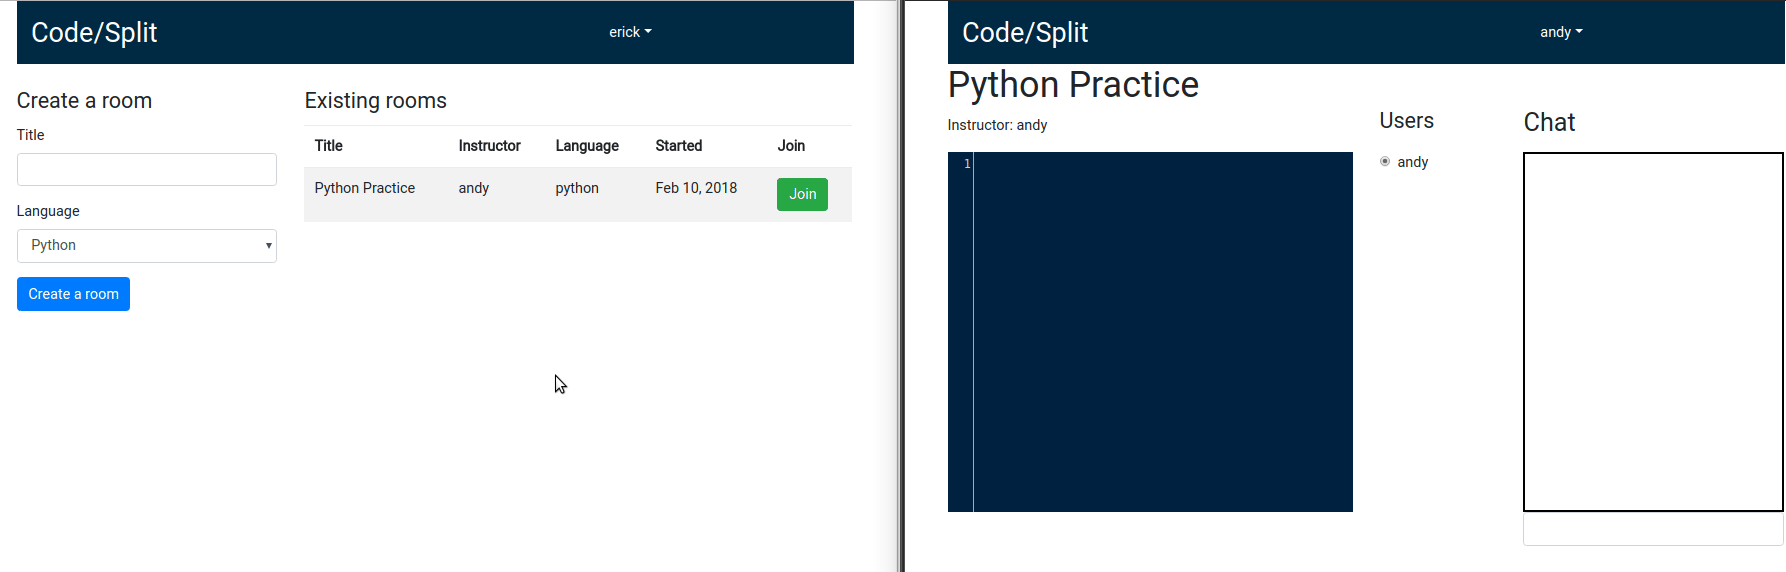 Code/Split
erick
Create a room
Title
Language
Python
Create a room
Existing rooms
Title Instructor Language Started Join
Python Practice andy python Feb 10, 2018 Join
Code/Split
andy
Python Practice
Instructor: andy
1
Users
andy
Chat